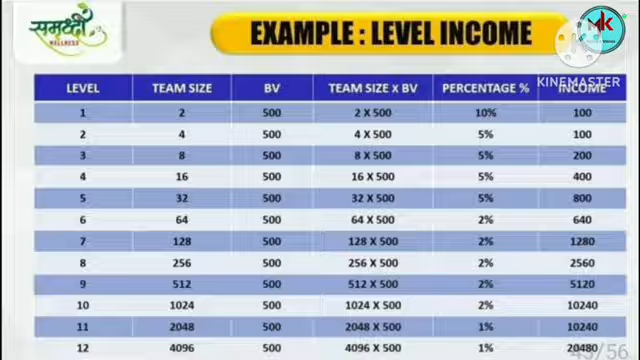 समृध्दी
WELLNESS
EXAMPLE : LEVEL INCOME
MK
KINEMASTER
LEVEL TEAM SIZE BV TEAM SIZE x BV PERCENTAGE % INCOME
1 2 500 2 X 500 10% 100
2 4 500 4 X 500 5% 100
3 8 500 8 X 500 5% 200
4 16 500 16 X 500 5% 400
5 32 500 32 X 500 5% 800
6 64 500 64 X 500 2% 640
7 128 500 128 X 500 2% 1280
8 256 500 256 X 500 2% 2560
9 512 500 512 X 500 2% 5120
10 1024 500 1024 X 500 2% 10240
11 2048 500 2048 X 500 1% 10240
12 4096 500 4096 X 500 1% 20480
45/56